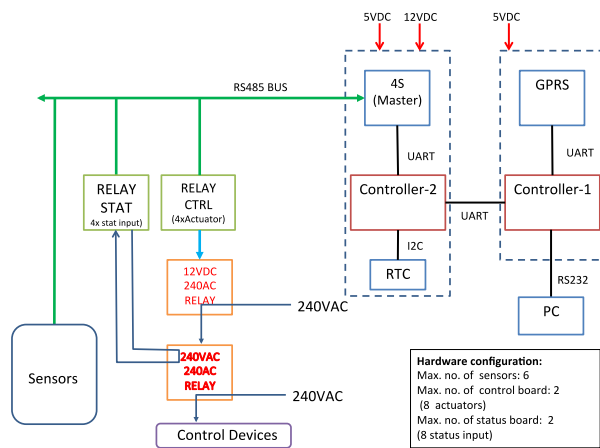 5VDC
12VDC
5VDC
RS485 BUS
4S
(Master)
GPRS
UART
UART
RELAY
STAT
4x stat input)
RELAY
CTRL
(4xActuator)
Controller-2
Controller-1
UART
I2C
RTC
RS232
PC
12VDC
240AC
RELAY
240VAC
240VAC
240AC
RELAY
240VAC
Sensors
Control Devices
Hardware configuration:
Max. no. of sensors: 6
Max. no. of control board: 2
(8 actuators)
Max. no. of status board: 2
(8 status input)